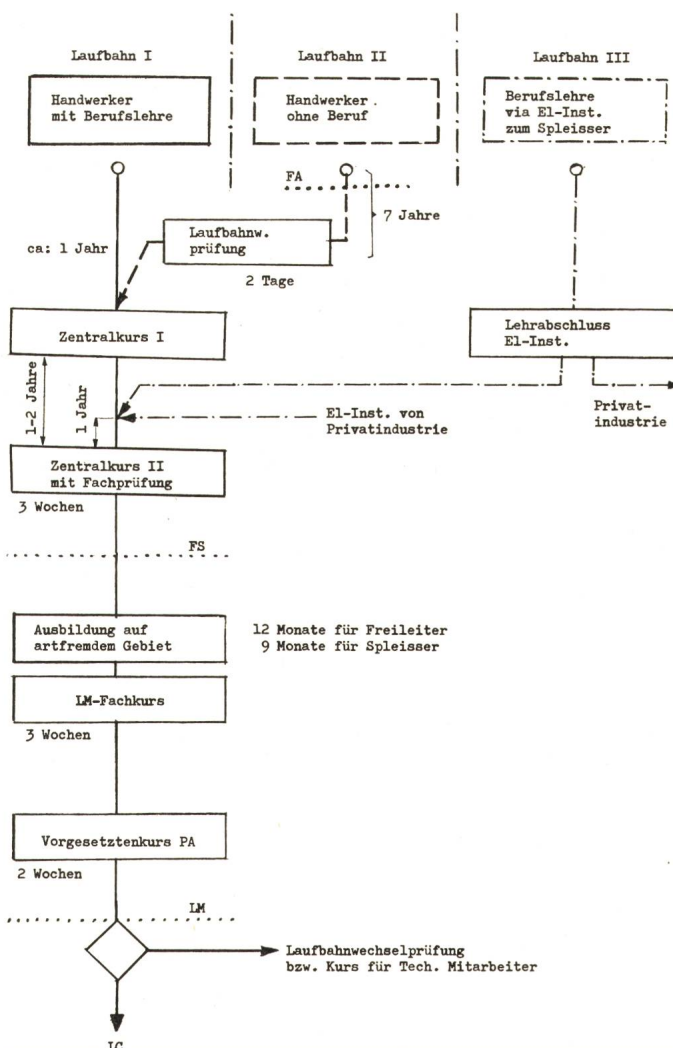 Laufbahn I
Laufbahn II
Laufbahn III
Handwerker
mit Berufslehre
Handwerker
ohne Beruf
Berufslehre
via El-Inst.
zum Spleisser
FA
7 Jahre
ca: 1 Jahr
Laufbahnw.
prüfung
2 Tage
Zentralkurs I
Lehrabschluss
El-Inst.
1-2 Jahre
1 Jahr
El-Inst. von
Privatindustrie
Privat-
industrie
Zentralkurs II
mit Fachprüfung
3 Wochen
FS
Ausbildung auf
artfremdem Gebiet
12 Monate für Freileiter
9 Monate für Spleisser
LM-Fachkurs
3 Wochen
Vorgesetztenkurs PA
2 Wochen
LM
Laufbahnwechselprüfung
bzw. Kurs für Tech. Mitarbeiter